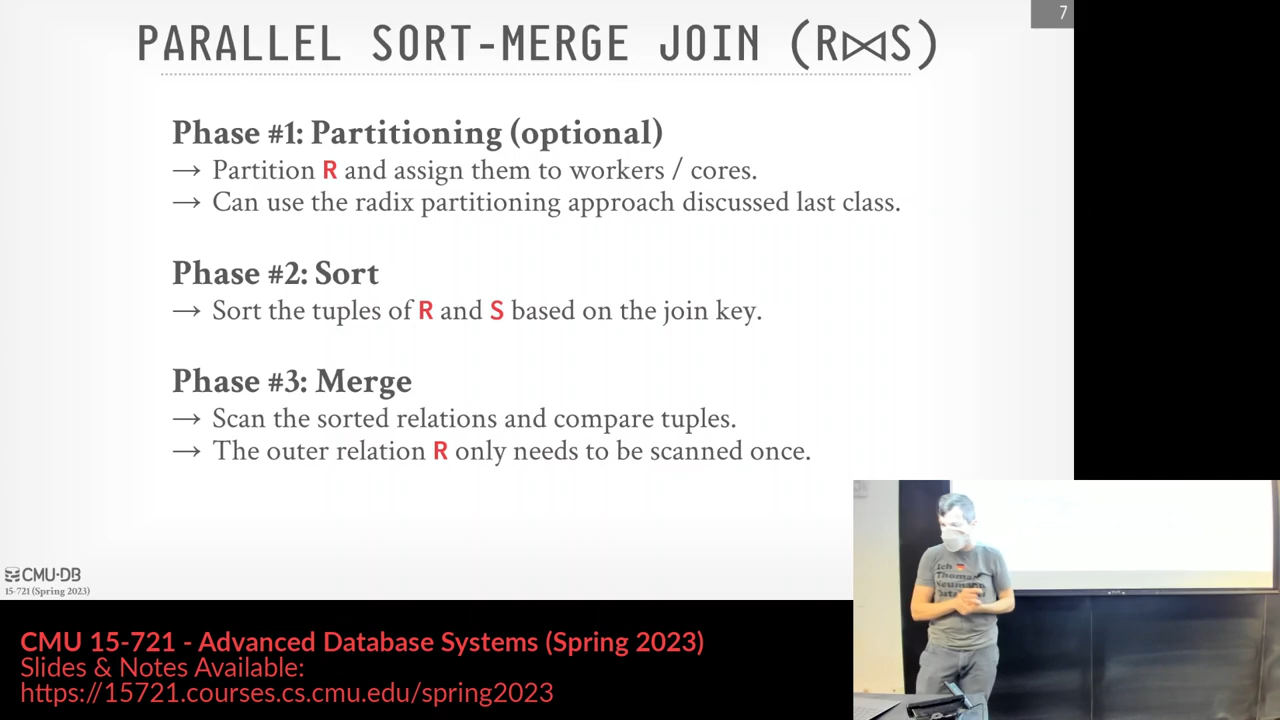 7
PARALLEL SORT-MERGE JOIN (R⋈S)
Phase #1: Partitioning (optional)
→ Partition R and assign them to workers / cores.
→ Can use the radix partitioning approach discussed last class.
Phase #2: Sort
→ Sort the tuples of R and S based on the join key.
Phase #3: Merge
→ Scan the sorted relations and compare tuples.
→ The outer relation R only needs to be scanned once.
CMU·DB
15-721 (Spring 2023)
Ich
Thomas
Neumann
CMU 15-721 - Advanced Database Systems (Spring 2023)
Slides & Notes Available:
https://15721.courses.cs.cmu.edu/spring2023